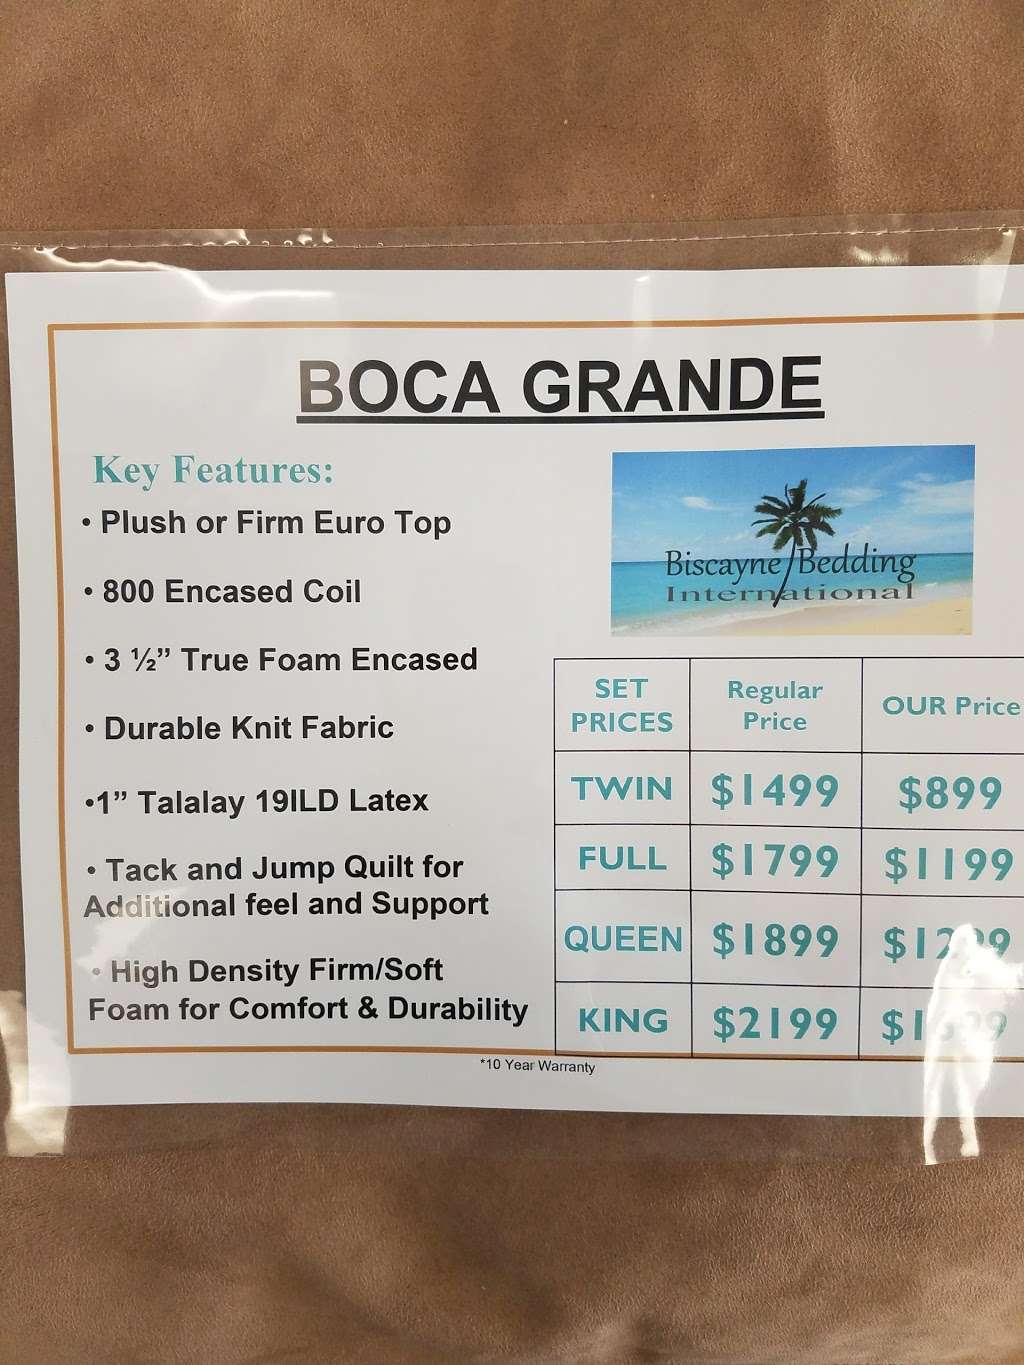 BOCA GRANDE
Key Features:
• Plush or Firm Euro Top
• 800 Encased Coil
• 3 ½” True Foam Encased
• Durable Knit Fabric
•1” Talalay 19ILD Latex
• Tack and Jump Quilt for
Additional feel and Support
• High Density Firm/Soft
Foam for Comfort & Durability
Biscayne Bedding
International
SET PRICES Regular Price OUR Price
TWIN $1499 $899
FULL $1799 $1199
QUEEN $1899
KING $2199
*10 Year Warranty